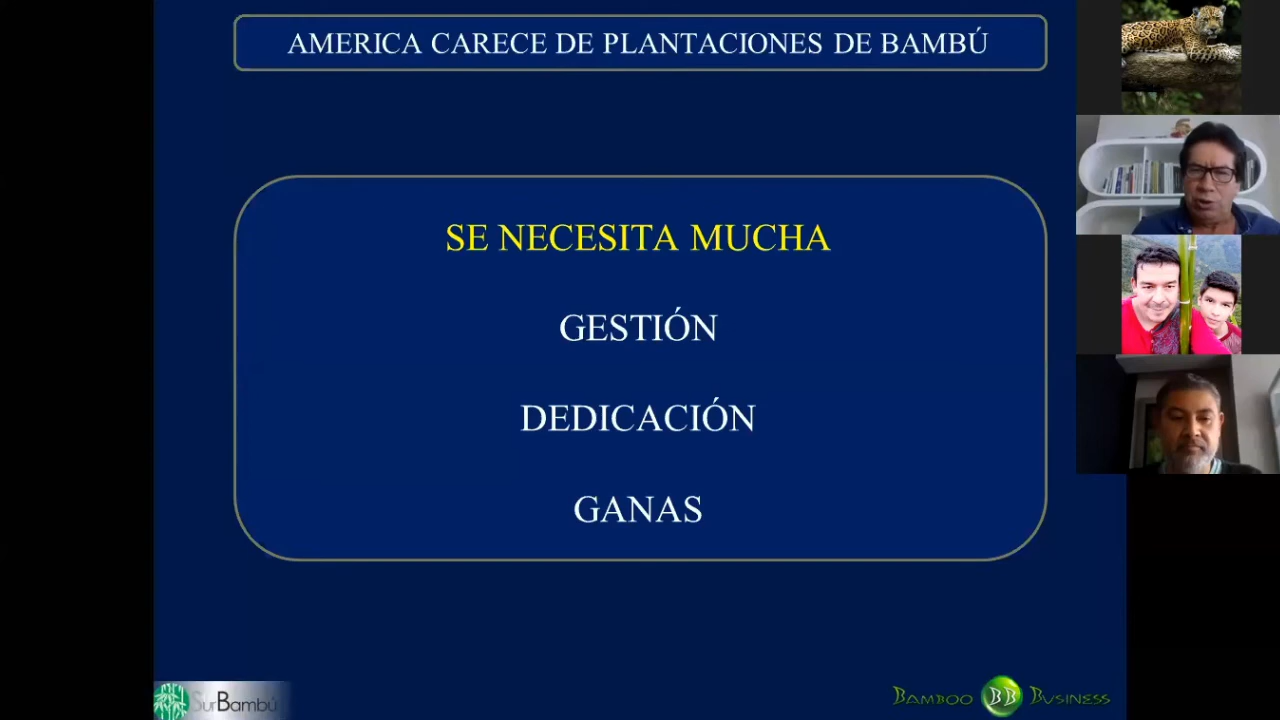 AMERICA CARECE DE PLANTACIONES DE BAMBÚ
SE NECESITA MUCHA
GESTIÓN
DEDICACIÓN
GANAS
SurBambú
BAMBOO BB BUSINESS